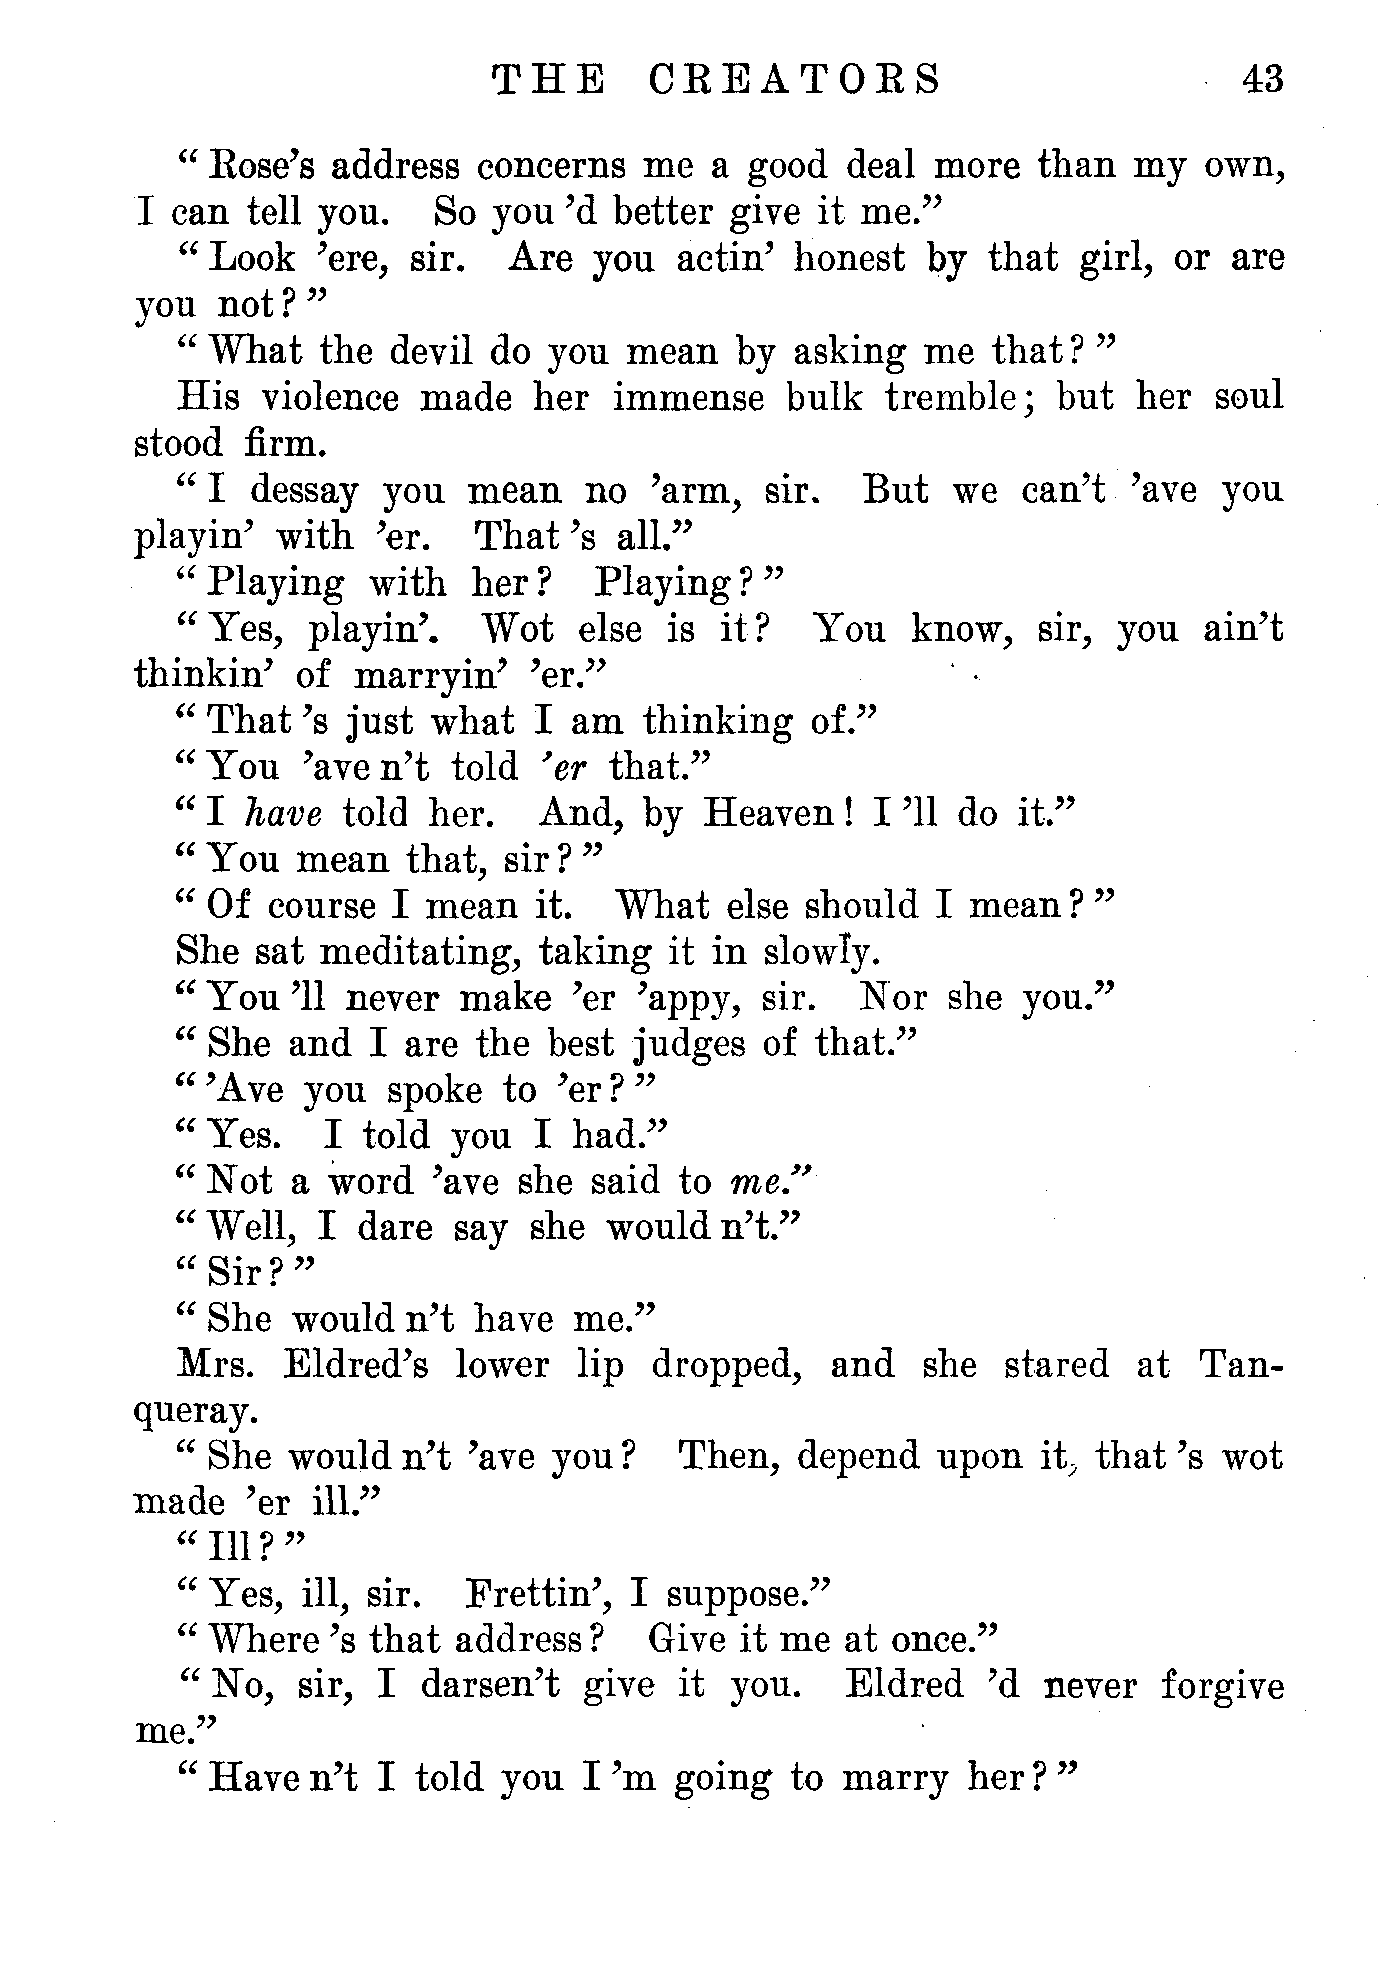 THE CREATORS 43
“ Rose’s address concerns me a good deal more than my own,
I can tell you. So you ’d better give it me.”
“ Look ’ere, sir. Are you actin’ honest by that girl, or are
you not? ”
“ What the devil do you mean by asking me that? ”
His violence made her immense bulk tremble; but her soul
stood firm.
“ I dessay you mean no ’arm, sir. But we can’t ’ave you
playin’ with ’er. That ’s all.”
“ Playing with her? Playing? ”
“ Yes, playin’. Wot else is it? You know, sir, you ain’t
thinkin’ of marryin’ ’er.”
“ That ’s just what I am thinking of.”
“ You ’ave n’t told ’er that.”
“ I have told her. And, by Heaven! I ’ll do it.”
“ You mean that, sir? ”
“ Of course I mean it. What else should I mean? ”
She sat meditating, taking it in slowly.
“ You ’ll never make ’er ’appy, sir. Nor she you.”
“ She and I are the best judges of that.”
“ ’Ave you spoke to ’er? ”
“ Yes. I told you I had.”
“ Not a word ’ave she said to me.”
“ Well, I dare say she would n’t.”
“ Sir? ”
“ She would n’t have me.”
Mrs. Eldred’s lower lip dropped, and she stared at Tan-
queray.
“ She would n’t ’ave you? Then, depend upon it, that ’s wot
made ’er ill.”
“ Ill? ”
“ Yes, ill, sir. Frettin’, I suppose.”
“ Where ’s that address? Give it me at once.”
“ No, sir, I darsen’t give it you. Eldred ’d never forgive
me.”
“ Have n’t I told you I ’m going to marry her? ”